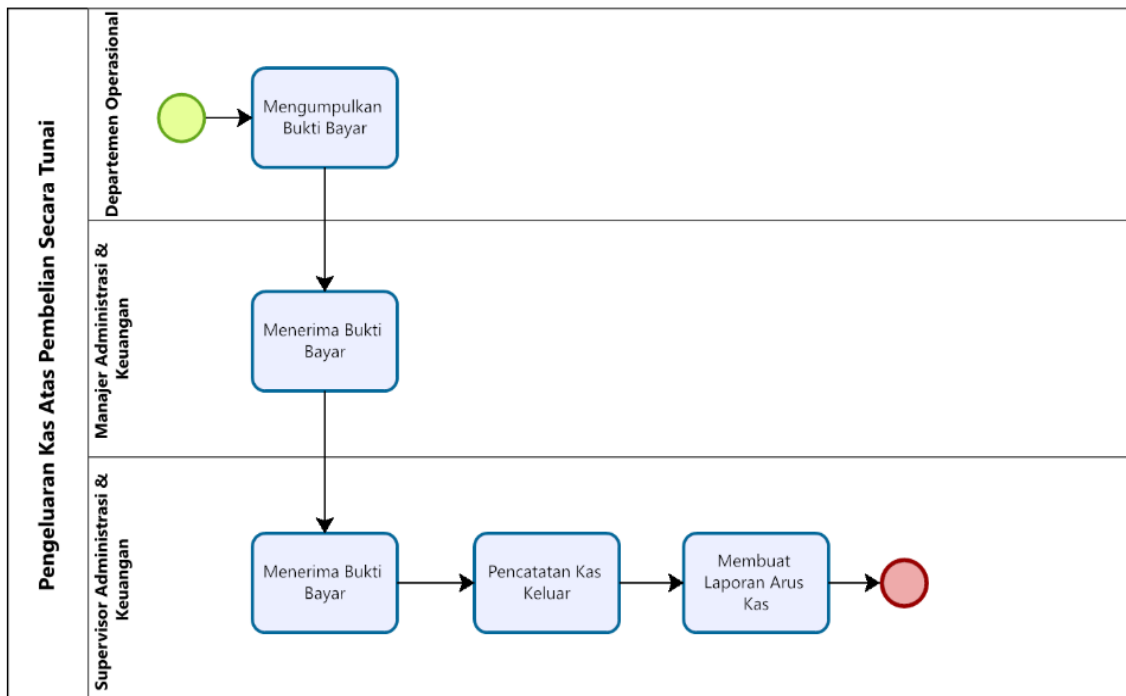 Pengeluaran Kas Atas Pembelian Secara Tunai
Departemen Operasional
Mengumpulkan
Bukti Bayar
Manajer Administrasi &
Keuangan
Menerima Bukti
Bayar
Supervisor Administrasi &
Keuangan
Menerima Bukti
Bayar
Pencatatan Kas
Keluar
Membuat
Laporan Arus
Kas